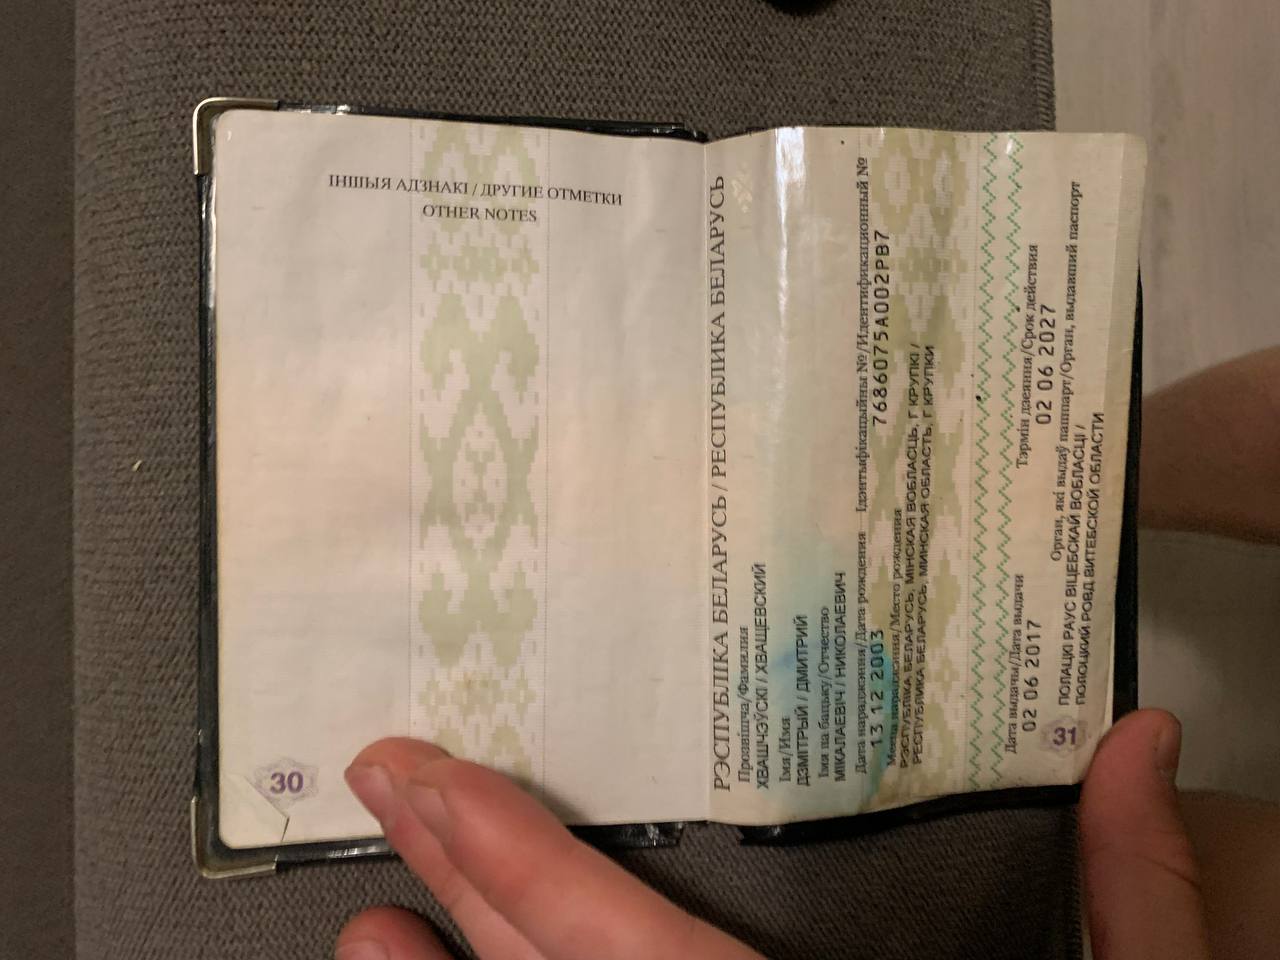 ІНШЫЯ АДЗНАКІ / ДРУГИЕ ОТМЕТКИ
OTHER NOTES
30
РЭСПУБЛІКА БЕЛАРУСЬ / РЕСПУБЛИКА БЕЛАРУСЬ
Прозвішча/Фамилия
ХВАШЧЭЎСКІ / ХВАЩЕВСКИЙ
Імя/Имя
ДЗМІТРЫЙ / ДМИТРИЙ
Імя па бацьку/Отчество
МІКАЛАЕВІЧ / НИКОЛАЕВИЧ
Дата нараджэння/Дата рождения Ідэнтыфікацыйны №/Идентификационный №
13 12 2003 7686075A002PB7
Месца нараджэння/Место рождения
РЭСПУБЛІКА БЕЛАРУСЬ, МІНСКАЯ ВОБЛАСЦЬ, Г КРУПКІ /
РЕСПУБЛИКА БЕЛАРУСЬ, МИНСКАЯ ОБЛАСТЬ, Г КРУПКИ
Дата выдачы/Дата выдачи Тэрмін дзеяння/Срок действия
02 06 2017 02 06 2027
Орган, які выдаў пашпарт/Орган, выдавший паспорт
ПОЛАЦКІ РАУС ВІЦЕБСКАЙ ВОБЛАСЦІ /
ПОЛОЦКИЙ РОВД ВИТЕБСКОЙ ОБЛАСТИ
31